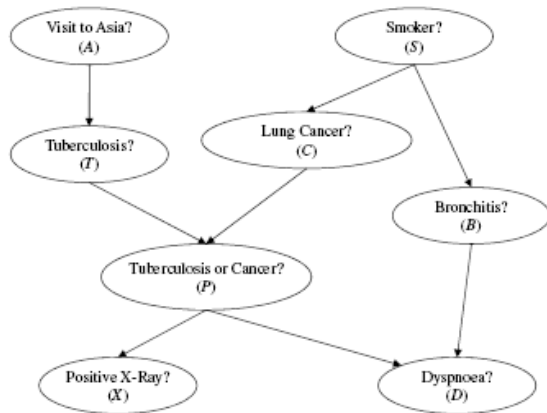 Visit to Asia?
(A)
Smoker?
(S)
Tuberculosis?
(T)
Lung Cancer?
(C)
Bronchitis?
(B)
Tuberculosis or Cancer?
(P)
Positive X-Ray?
(X)
Dyspnoea?
(D)